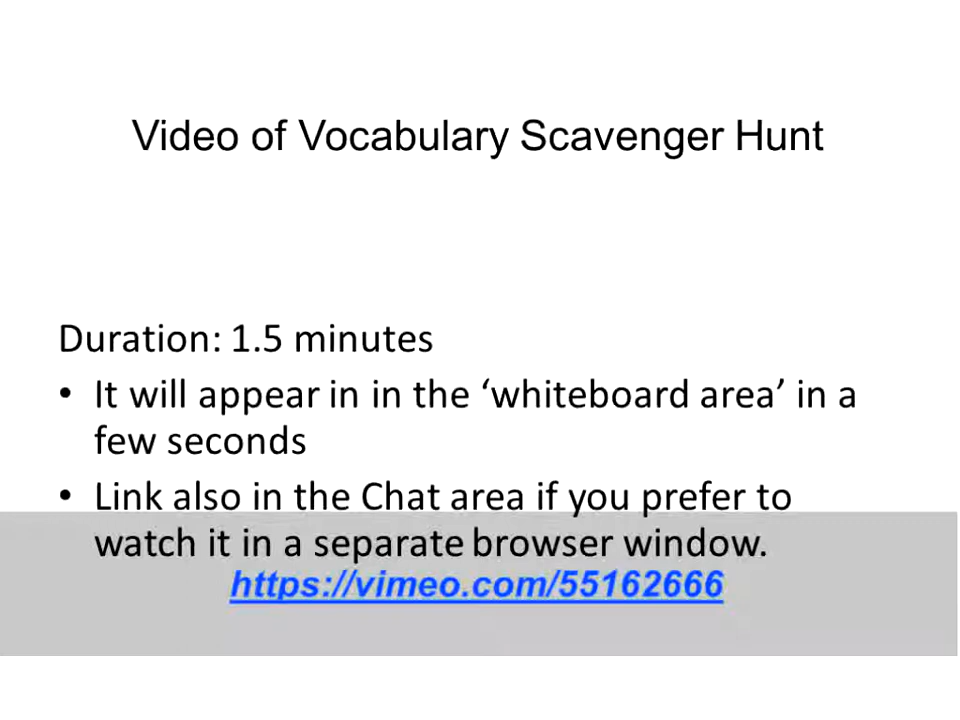 Video of Vocabulary Scavenger Hunt
Duration: 1.5 minutes
• It will appear in in the ‘whiteboard area’ in a
few seconds
• Link also in the Chat area if you prefer to
watch it in a separate browser window.
https://vimeo.com/55162666